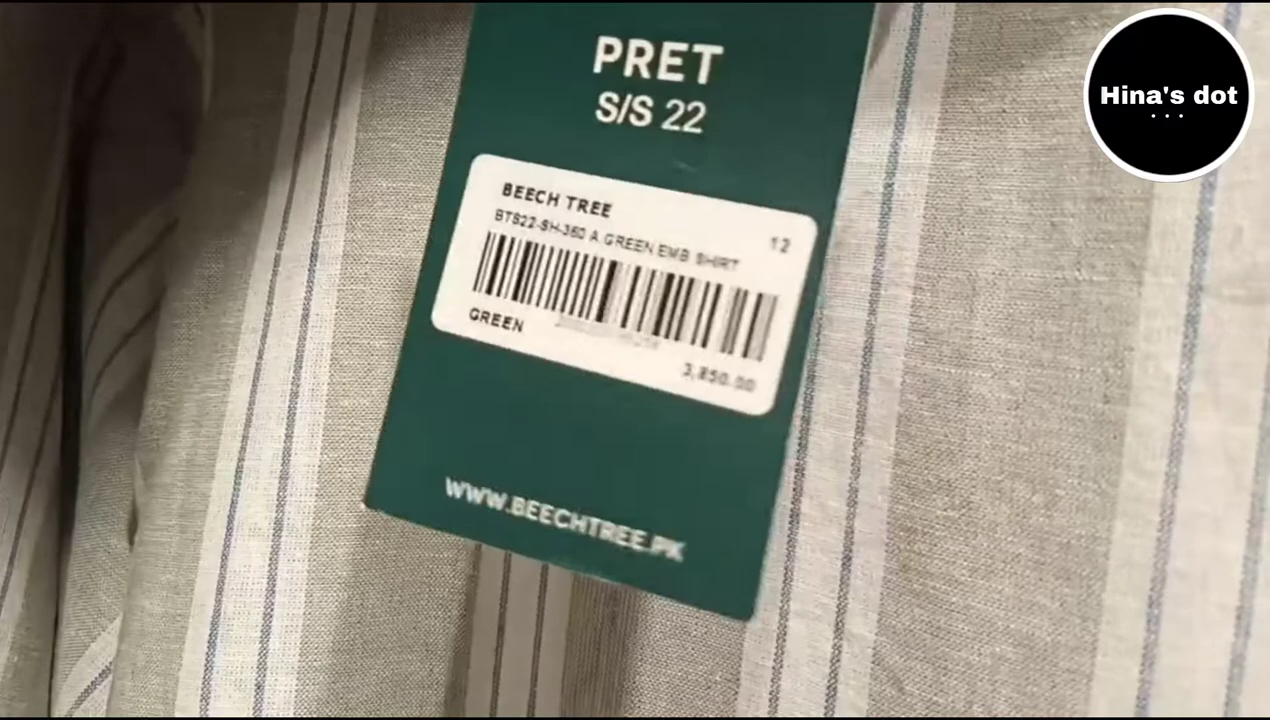 PRET
S/S 22
BEECH TREE
BTS22-SH-360 A.GREEN EMB SHIRT 12
GREEN
3,850.00
WWW.BEECHTREE.PK
Hina's dot
...